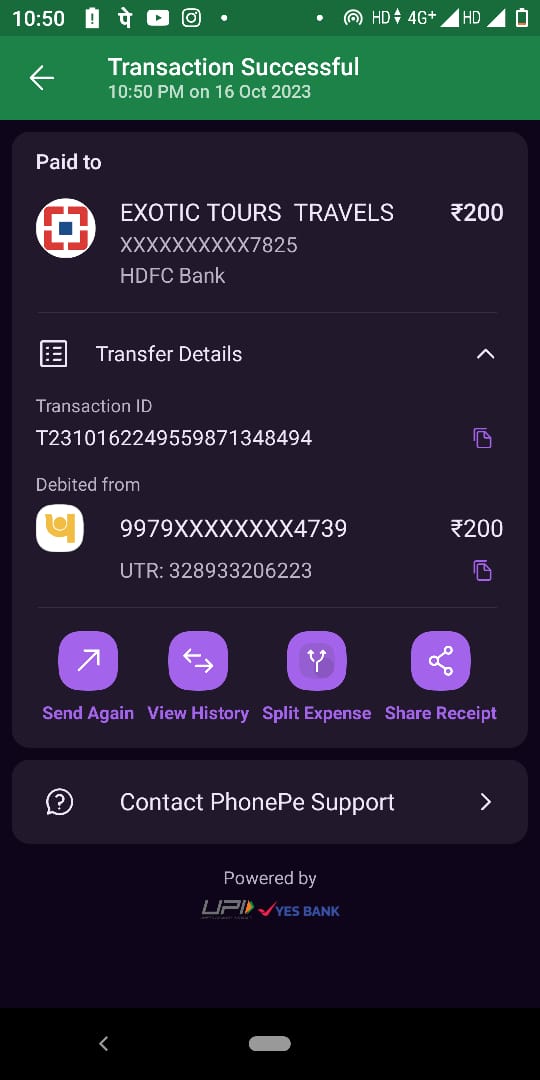 10:50 पे HD 4G+ HD
Transaction Successful
10:50 PM on 16 Oct 2023
Paid to
EXOTIC TOURS TRAVELS ₹200
XXXXXXXXXX7825
HDFC Bank
Transfer Details
Transaction ID
T2310162249559871348494
Debited from
9979XXXXXXXX4739 ₹200
UTR: 328933206223
Send Again View History Split Expense Share Receipt
Contact PhonePe Support
Powered by
UPI YES BANK